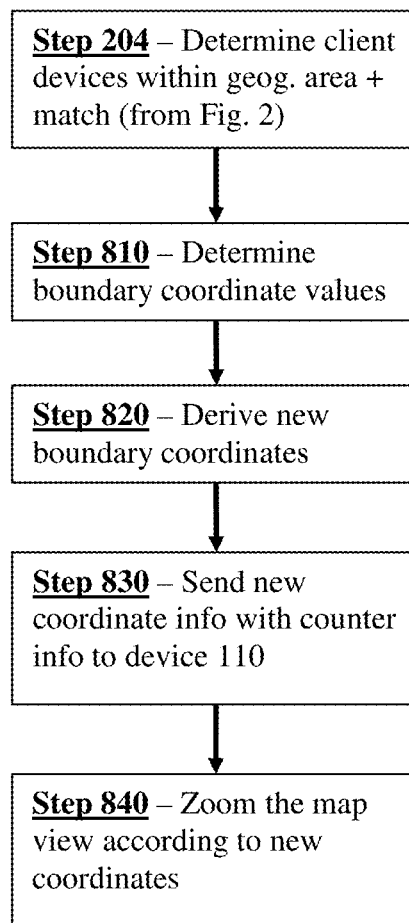 Step 204 – Determine client
devices within geog. area +
match (from Fig. 2)
Step 810 – Determine
boundary coordinate values
Step 820 – Derive new
boundary coordinates
Step 830 – Send new
coordinate info with counter
info to device 110
Step 840 – Zoom the map
view according to new
coordinates